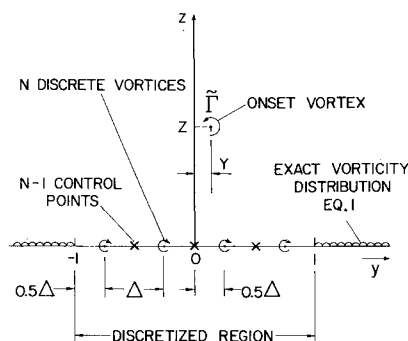 Z
N DISCRETE VORTICES
Γ̃
ONSET VORTEX
Z
Y
N-1 CONTROL
POINTS
EXACT VORTICITY
DISTRIBUTION
EQ.1
-1
0
1
y
0.5Δ
Δ
0.5Δ
DISCRETIZED REGION